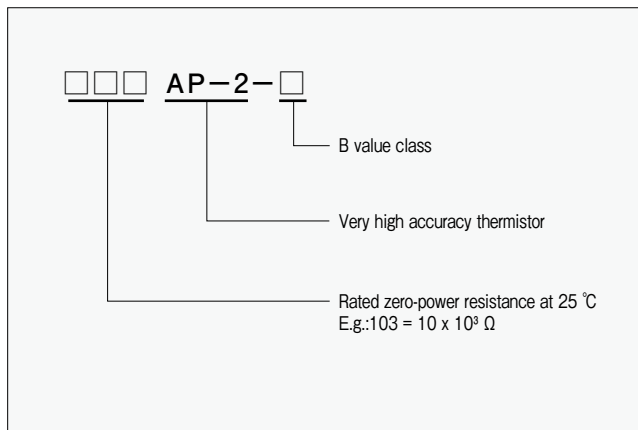 □□□ AP-2-□
B value class
Very high accuracy thermistor
Rated zero-power resistance at 25 ℃
E.g.:103 = 10 x 10³ Ω